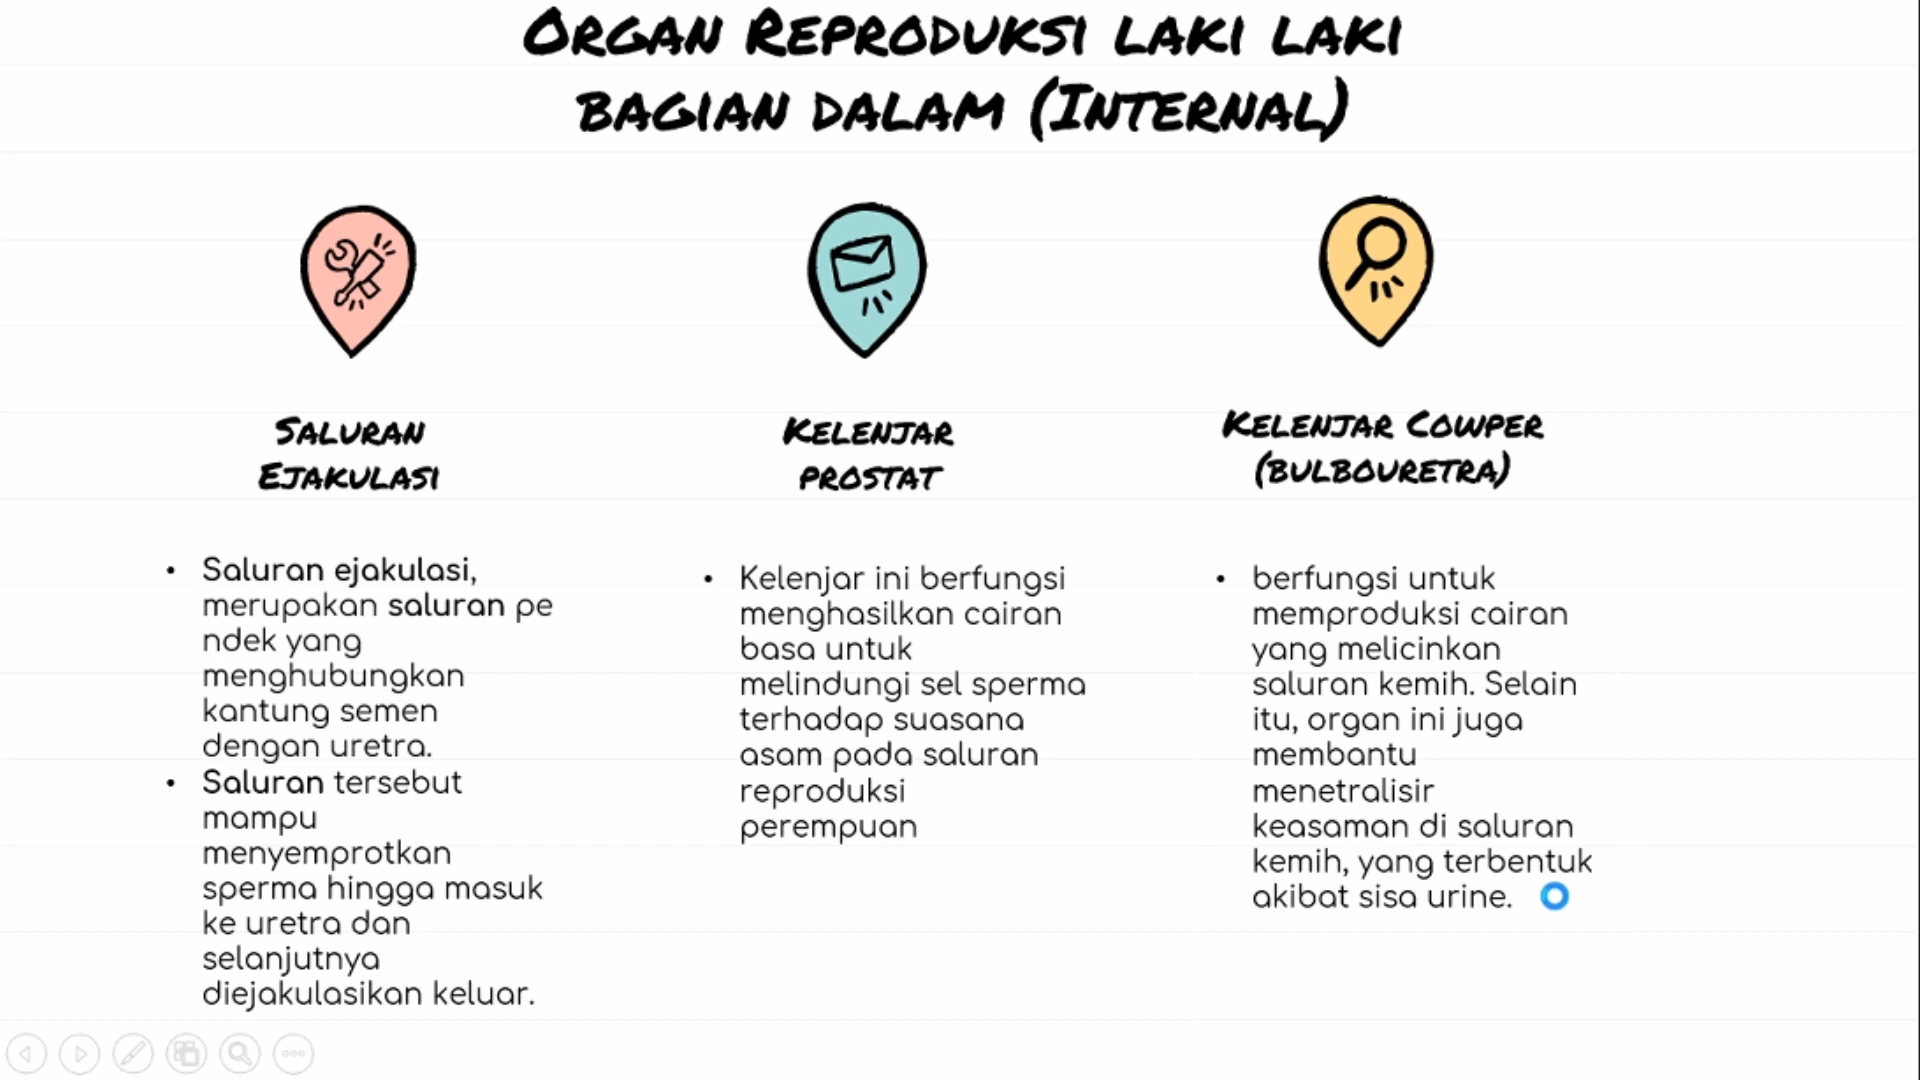 Organ Reproduksi laki laki
bagian dalam (Internal)
Saluran
Ejakulasi
Kelenjar
prostat
Kelenjar Cowper
(bulbouretra)
• Saluran ejakulasi,
merupakan saluran pe
ndek yang
menghubungkan
kantung semen
dengan uretra.
• Saluran tersebut
mampu
menyemprotkan
sperma hingga masuk
ke uretra dan
selanjutnya
diejakulasikan keluar.
• Kelenjar ini berfungsi
menghasilkan cairan
basa untuk
melindungi sel sperma
terhadap suasana
asam pada saluran
reproduksi
perempuan
• berfungsi untuk
memproduksi cairan
yang melicinkan
saluran kemih. Selain
itu, organ ini juga
membantu
menetralisir
keasaman di saluran
kemih, yang terbentuk
akibat sisa urine.